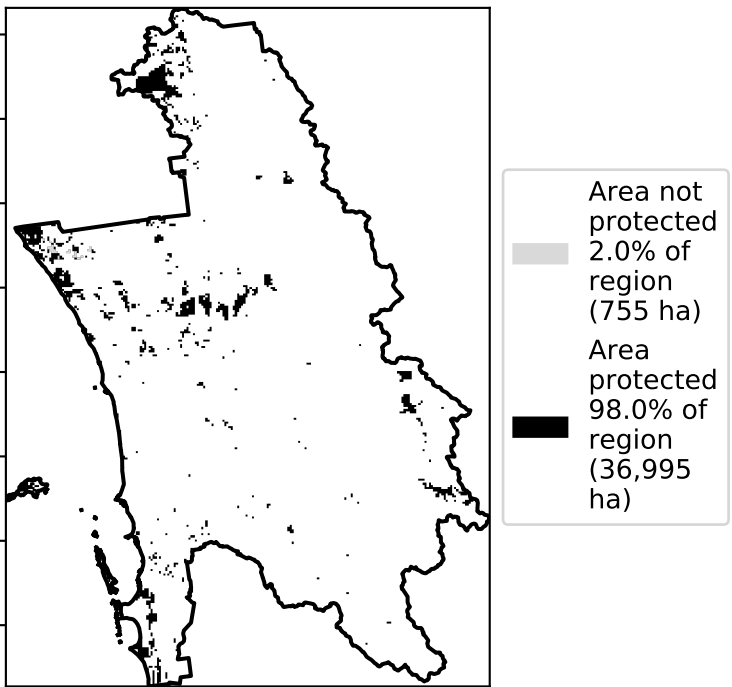 Area not
protected
2.0% of
region
(755 ha)
Area
protected
98.0% of
region
(36,995
ha)